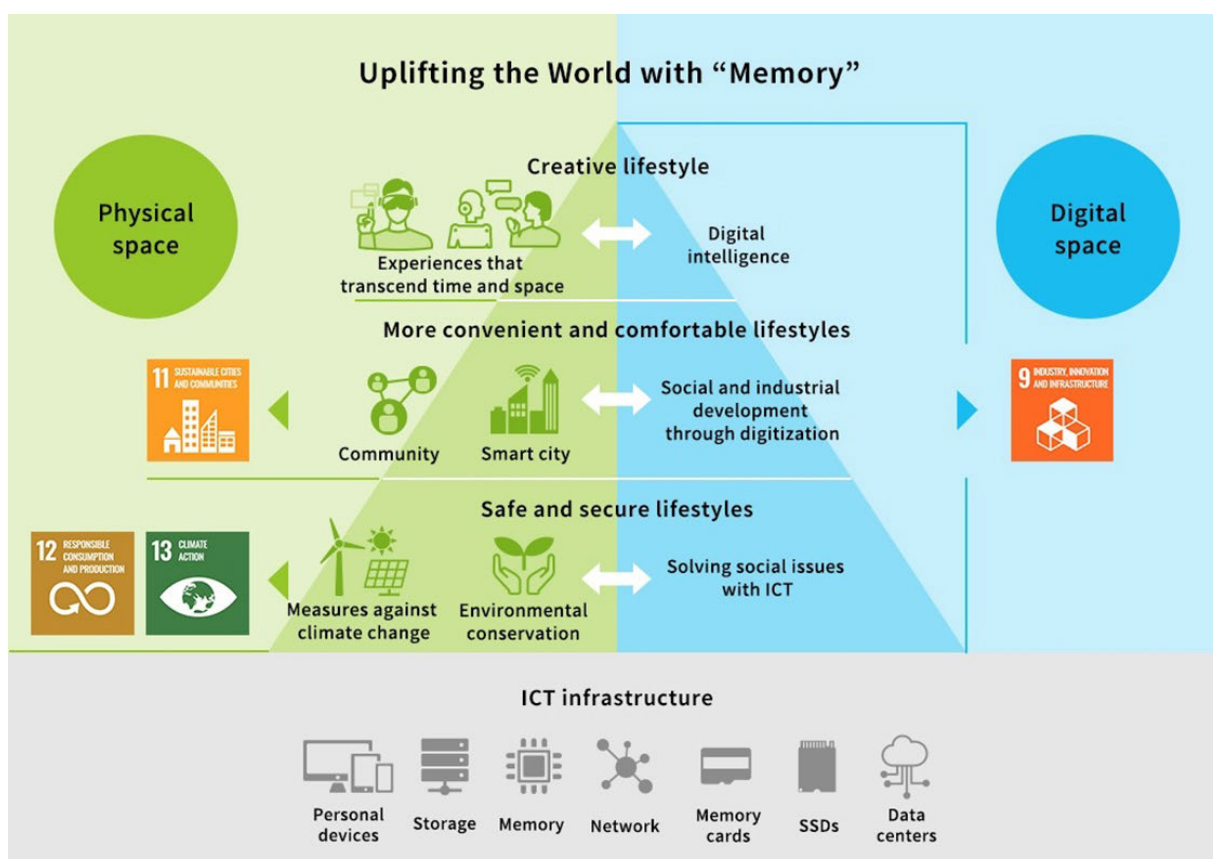 Uplifting the World with “Memory”
Physical
space
Digital
space
Creative lifestyle
Experiences that
transcend time and space
Digital
intelligence
More convenient and comfortable lifestyles
11 SUSTAINABLE CITIES
AND COMMUNITIES
Community
Smart city
Social and industrial
development
through digitization
9 INDUSTRY, INNOVATION
AND INFRASTRUCTURE
Safe and secure lifestyles
12 RESPONSIBLE
CONSUMPTION
AND PRODUCTION
13 CLIMATE
ACTION
Measures against
climate change
Environmental
conservation
Solving social issues
with ICT
ICT infrastructure
Personal
devices
Storage
Memory
Network
Memory
cards
SSDs
Data
centers